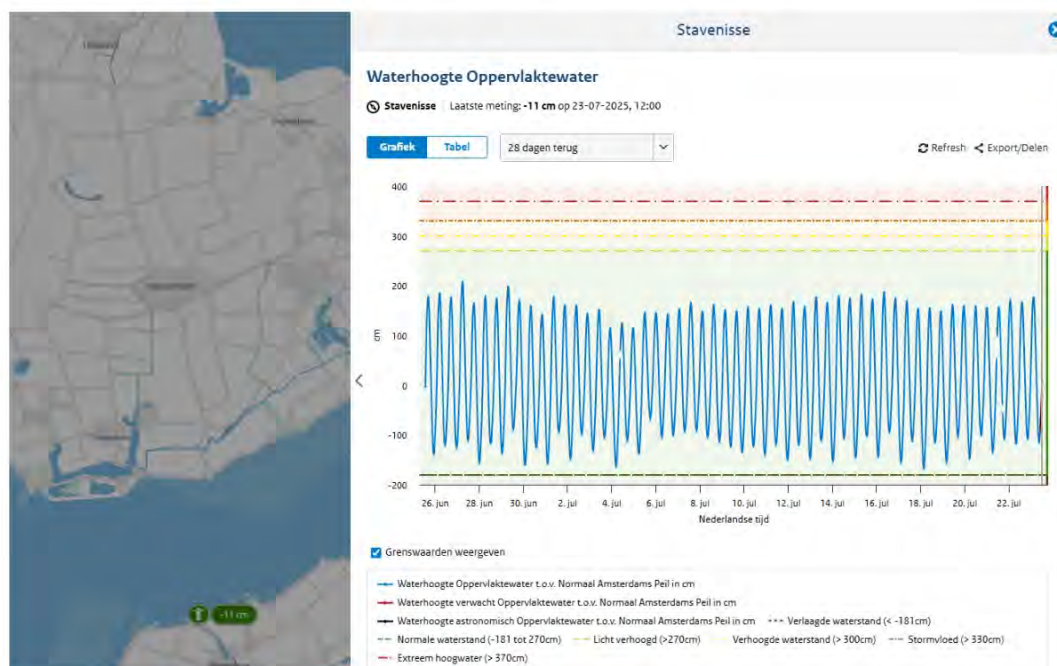 Stavenisse
Waterhoogte Oppervlaktewater
Stavenisse Laatste meting: -11 cm op 23-07-2025, 12:00
Grafiek Tabel 28 dagen terug Refresh Export/Delen
400
300
200
100
0
-100
-200
cm
26. jun 28. jun 30. jun 2. jul 4. jul 6. jul 8. jul 10. jul 12. jul 14. jul 16. jul 18. jul 20. jul 22. jul
Nederlandse tijd
Grenswaarden weergeven
Waterhoogte Oppervlaktewater t.o.v. Normaal Amsterdams Peil in cm
Waterhoogte verwacht Oppervlaktewater t.o.v. Normaal Amsterdams Peil in cm
Waterhoogte astronomisch Oppervlaktewater t.o.v. Normaal Amsterdams Peil in cm Verlaagde waterstand (< -181cm)
Normale waterstand (-181 tot 270cm) Licht verhoogd (>270cm) Verhoogde waterstand (> 300cm) Stormvloed (> 330cm)
Extreem hoogwater (> 370cm)
-11 cm